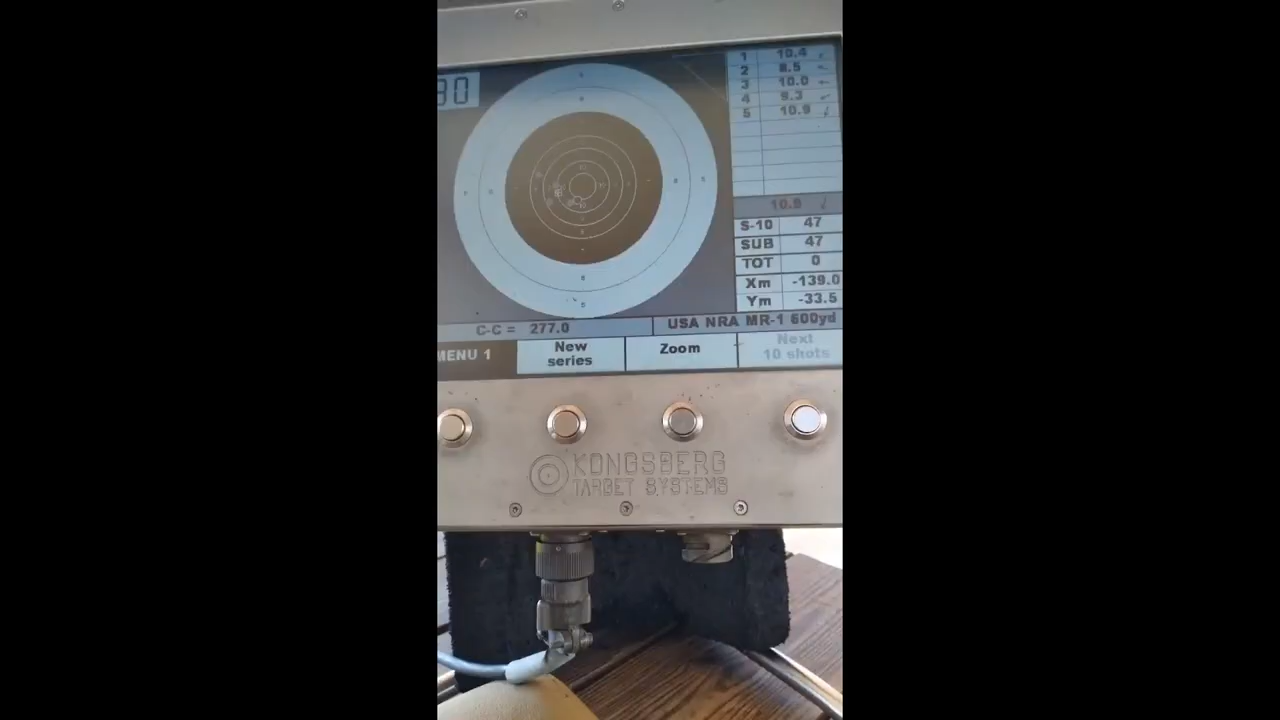 30
1 10.4
2 8.5
3 10.0
4 9.3
5 10.9
10.9
S-10 47
SUB 47
TOT 0
Xm -139.0
Ym -33.5
C-C = 277.0
USA NRA MR-1 600yd
MENU 1
New
series
Zoom
Next
10 shots
KONGSBERG
TARGET SYSTEMS